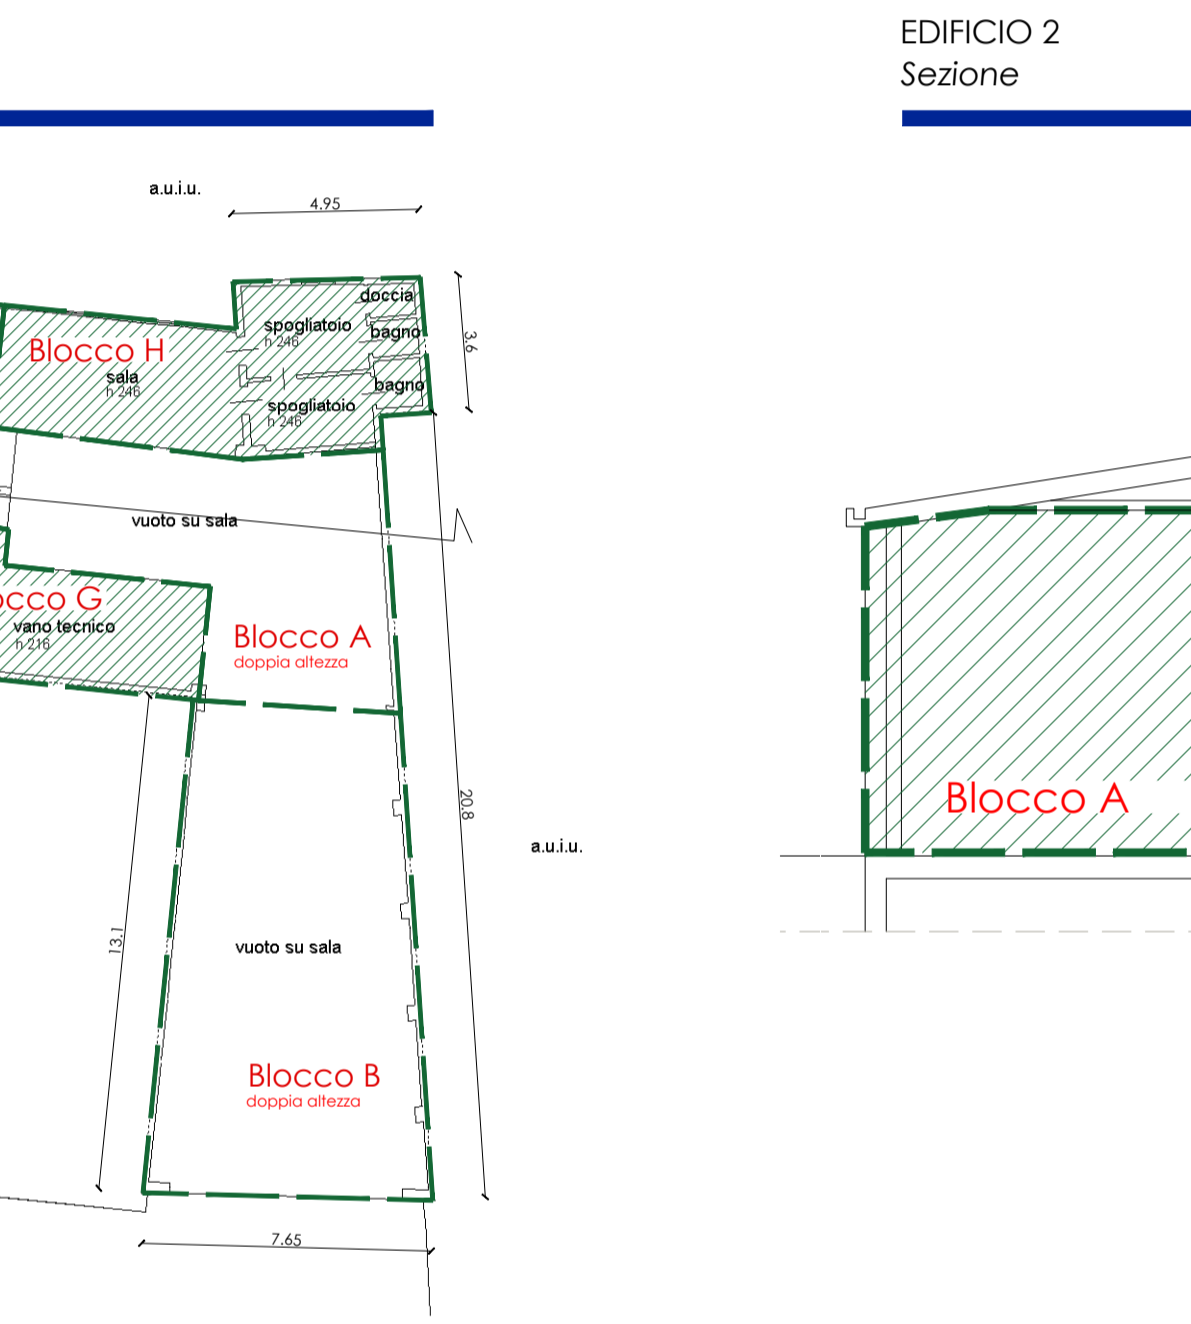 EDIFICIO 2
Sezione
a.u.i.u.
4.95
doccia
spogliatoio
h 246
bagno
3.6
Blocco H
sala
h 246
bagno
spogliatoio
h 246
vuoto su sala
occo G
vano tecnico
h 216
Blocco A
doppia altezza
20.8
Blocco A
a.u.i.u.
13.1
vuoto su sala
Blocco B
doppia altezza
7.65